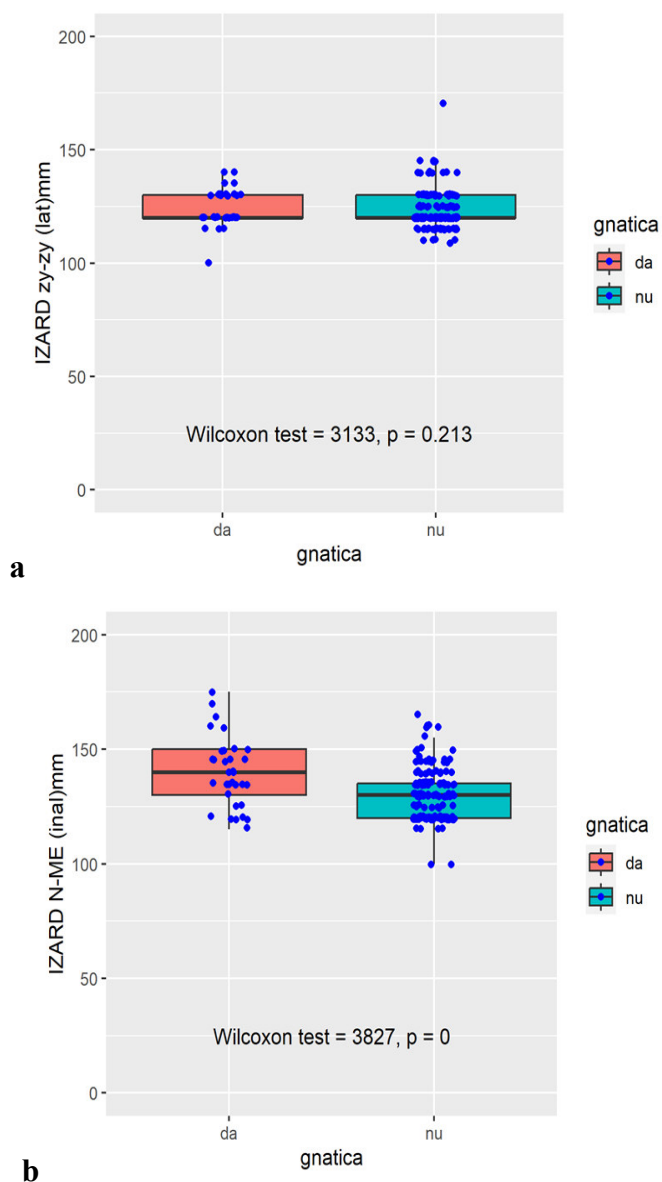 200
150
100
50
0
IZARD zy-zy (lat)mm
Wilcoxon test = 3133, p = 0.213
da
nu
gnatica
gnatica
da
nu
a
200
150
100
50
0
IZARD N-ME (inal)mm
Wilcoxon test = 3827, p = 0
da
nu
gnatica
gnatica
da
nu
b